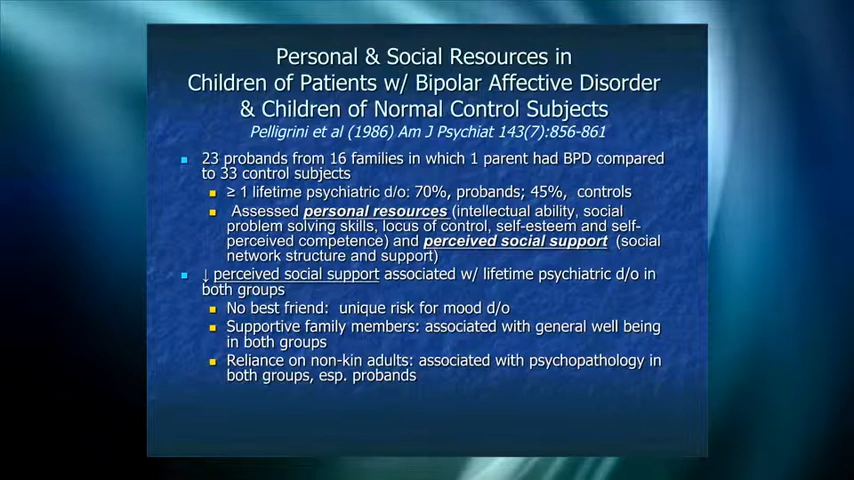 Personal & Social Resources in
Children of Patients w/ Bipolar Affective Disorder
& Children of Normal Control Subjects
Pelligrini et al (1986) Am J Psychiat 143(7):856-861
23 probands from 16 families in which 1 parent had BPD compared
to 33 control subjects
≥ 1 lifetime psychiatric d/o: 70%, probands; 45%, controls
Assessed personal resources (intellectual ability, social
problem solving skills, locus of control, self-esteem and self-
perceived competence) and perceived social support (social
network structure and support)
↓ perceived social support associated w/ lifetime psychiatric d/o in
both groups
No best friend: unique risk for mood d/o
Supportive family members: associated with general well being
in both groups
Reliance on non-kin adults: associated with psychopathology in
both groups, esp. probands